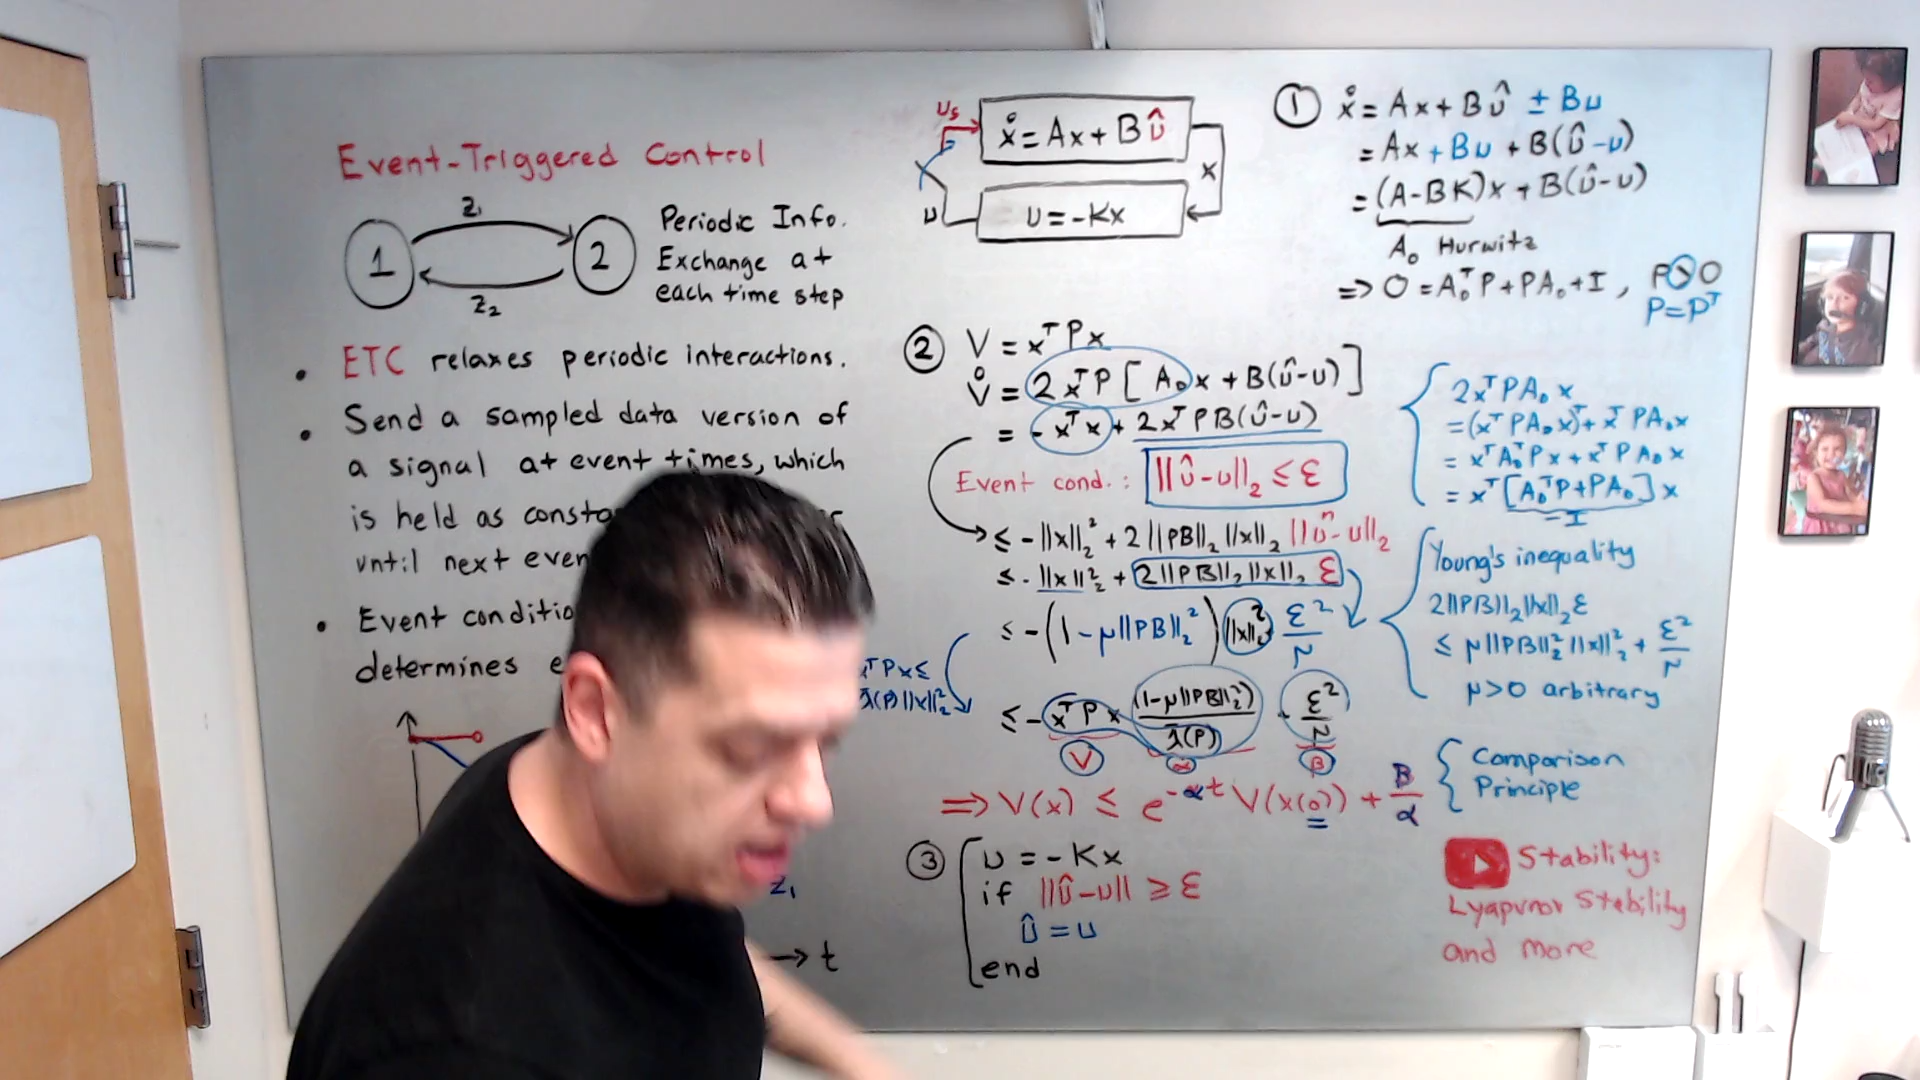 Event-Triggered Control
1 z₁ 2 z₂
Periodic Info.
Exchange at
each time step
• ETC relaxes periodic interactions.
• Send a sampled data version of
a signal at event times, which
is held as
until next
• Event
determines
z₁
→ t
uₛ ẋ = Ax + B û
x
u u = -Kx
① ẋ = Ax + B û ± Bu
= Ax + Bu + B(û - u)
= (A - BK)x + B(û - u)
A₀ Hurwitz
=> 0 = A₀ᵀP + PA₀ + I , P > 0
P = Pᵀ
② V = xᵀPx
V̇ = 2xᵀP [ A₀x + B(û - u) ]
= - xᵀx + 2xᵀPB(û - u)
Event cond. : ||û - u||₂ ≤ ε
≤ - ||x||₂² + 2||PB||₂ ||x||₂ ||û - u||₂
≤ - ||x||₂² + 2||PB||₂ ||x||₂ ε
≤ - (1 - μ||PB||₂²) ||x||₂² ε²/μ
ᵀPx ≤
λ̄(P) ||x||₂²
≤ - xᵀPx (1-μ||PB||₂²)/λ̄(P) + ε²/μ
V α β
=> V(x) ≤ e^-αt V(x(0)) + β/α
2xᵀPA₀x
= (xᵀPA₀x)ᵀ + xᵀPA₀x
= xᵀA₀ᵀPx + xᵀPA₀x
= xᵀ[A₀ᵀP + PA₀]x
-I
Young's inequality
2||PB||₂||x||₂ε
≤ μ||PB||₂²||x||₂² + ε²/μ
μ > 0 arbitrary
Comparison
Principle
③ u = -Kx
if ||û - u|| ≥ ε
û = u
end
Stability:
Lyapunov Stability
and more